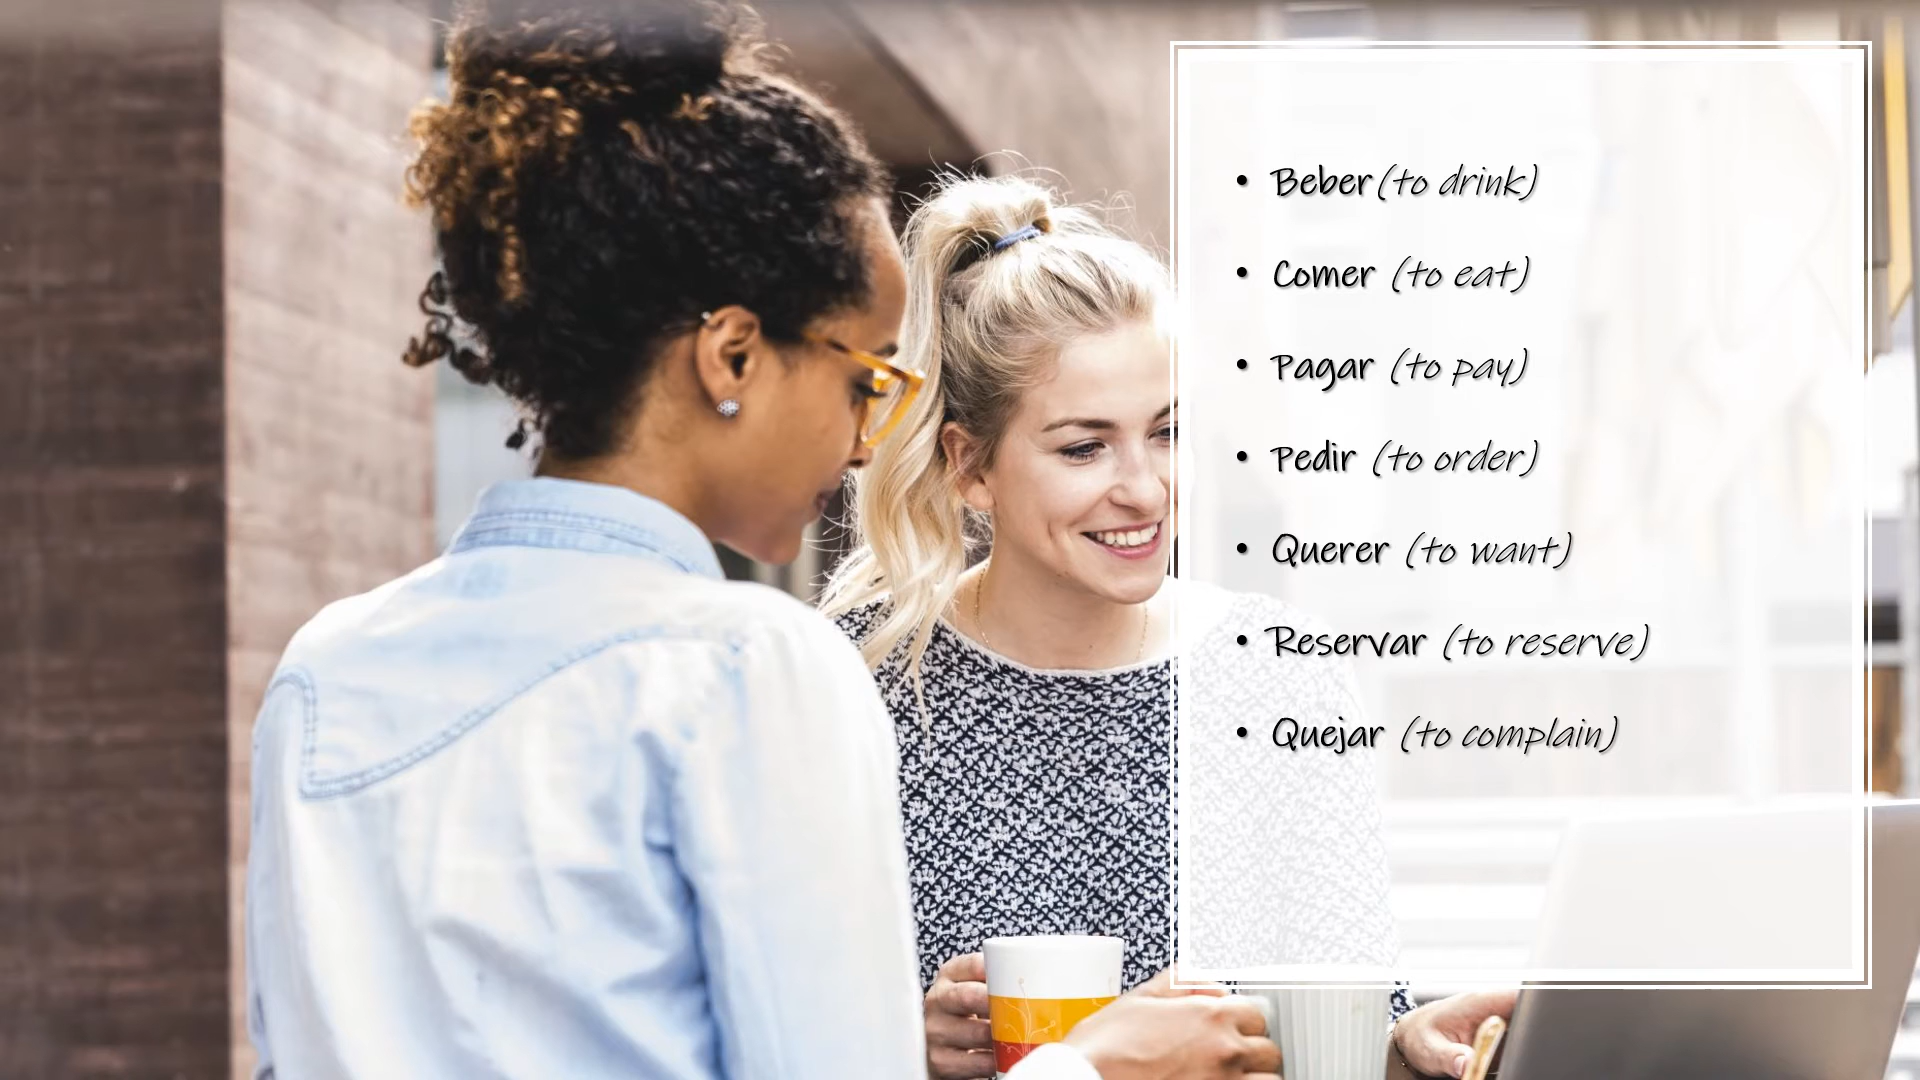 • Beber (to drink)
• Comer (to eat)
• Pagar (to pay)
• Pedir (to order)
• Querer (to want)
• Reservar (to reserve)
• Quejar (to complain)